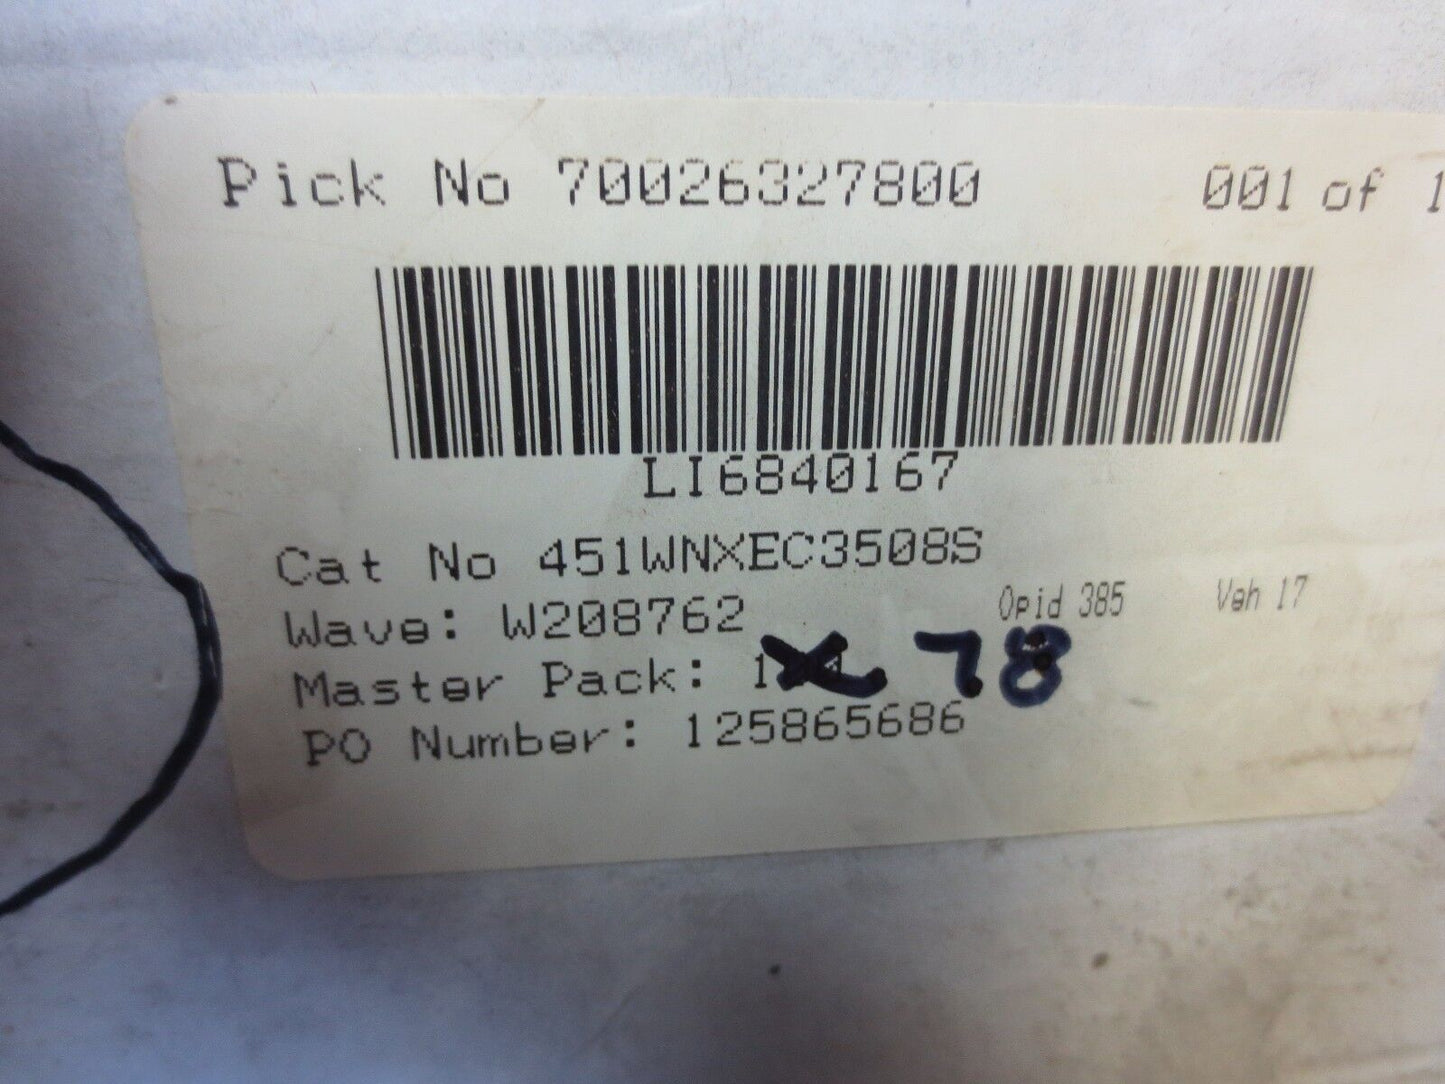 Pick No 70026327800 001 of 1
LI6840167
Cat No 451WNXEC3508S
Wave: W208762 Opid 385 Veh 17
Master Pack: 78
PO Number: 125865686